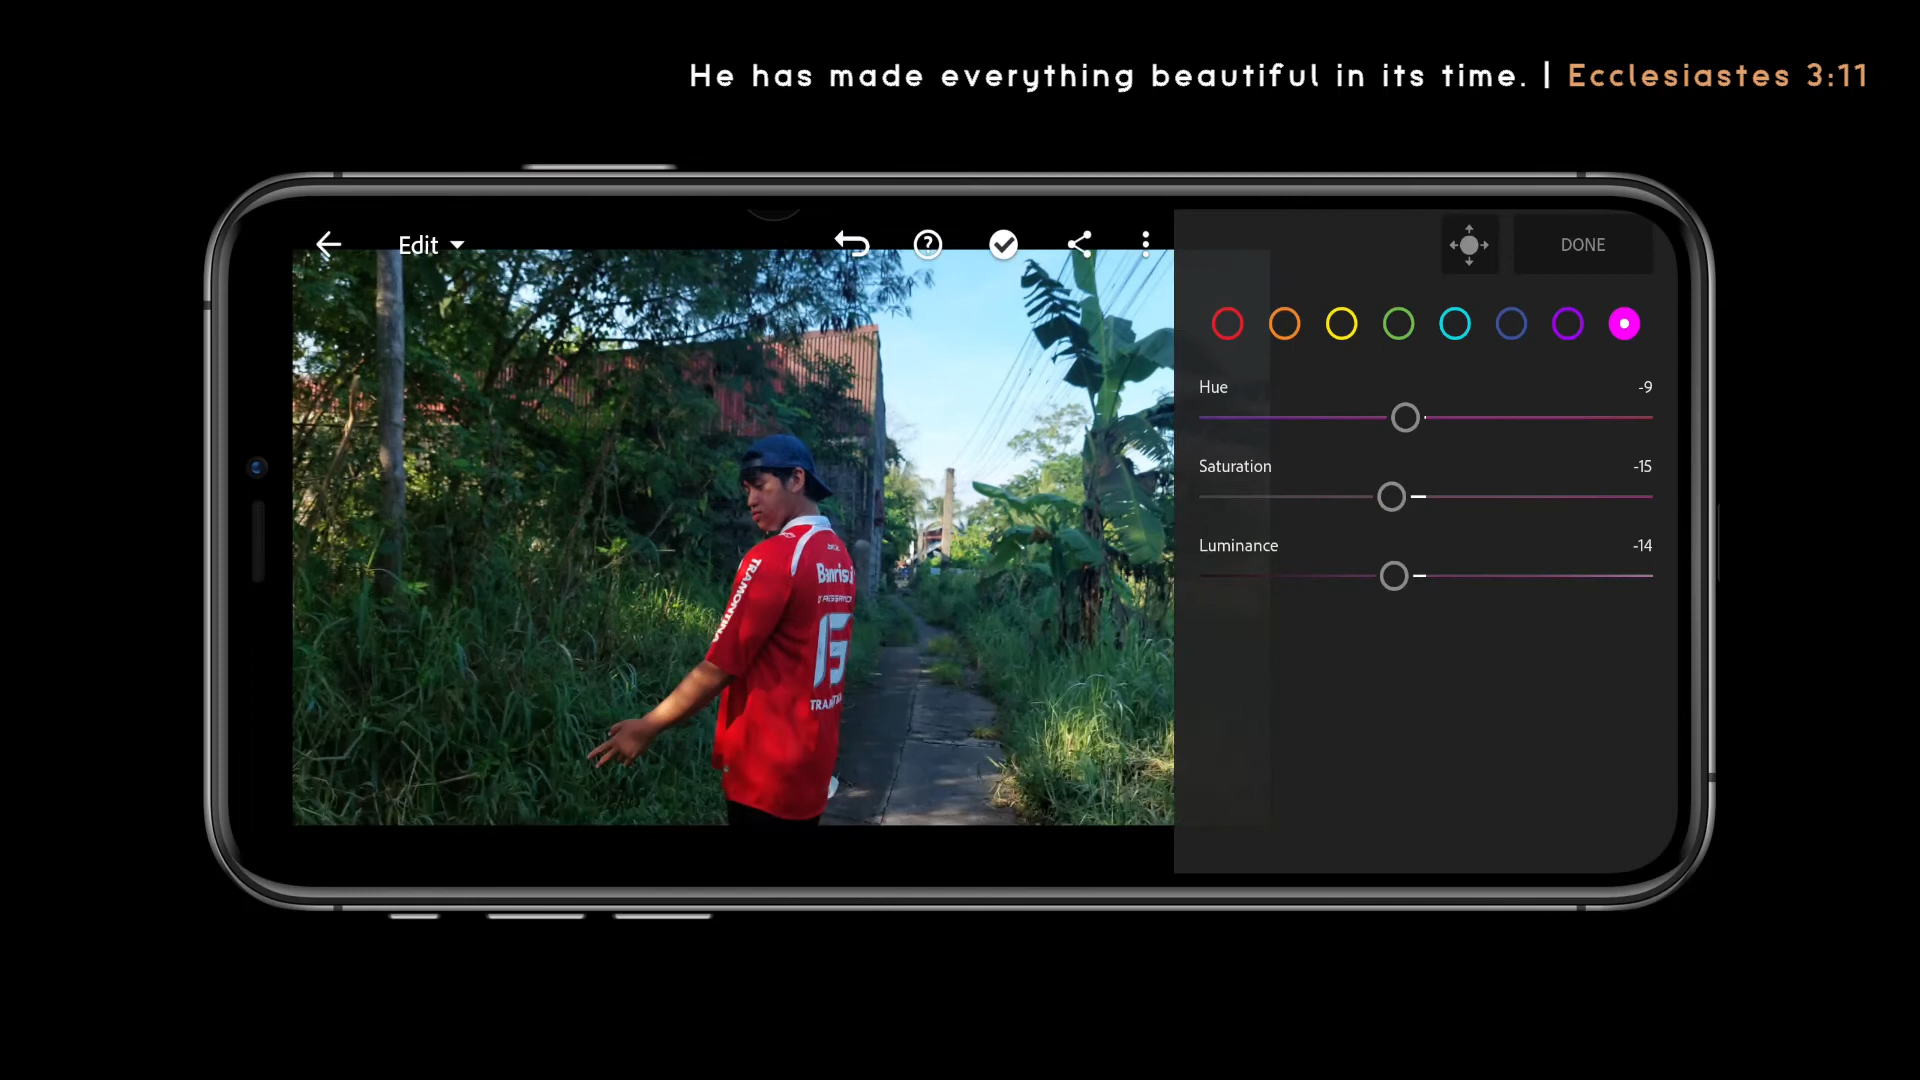 He has made everything beautiful in its time. | Ecclesiastes 3:11
Edit
DONE
Hue -9
Saturation -15
Luminance -14
TRAMONTINA
Banrisul
15